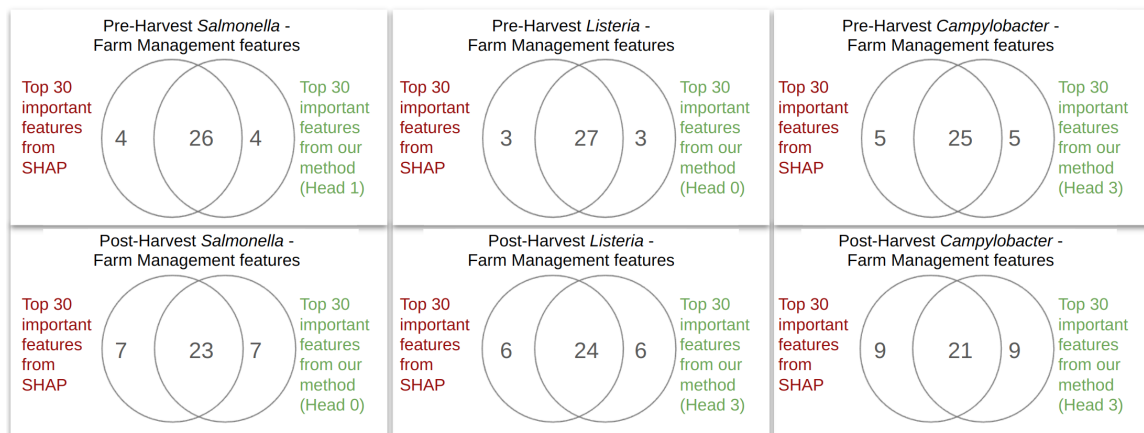 Pre-Harvest Salmonella -
Farm Management features
Top 30
important
features
from
SHAP
4
26
4
Top 30
important
features
from our
method
(Head 1)
Pre-Harvest Listeria -
Farm Management features
Top 30
important
features
from
SHAP
3
27
3
Top 30
important
features
from our
method
(Head 0)
Pre-Harvest Campylobacter -
Farm Management features
Top 30
important
features
from
SHAP
5
25
5
Top 30
important
features
from our
method
(Head 3)
Post-Harvest Salmonella -
Farm Management features
Top 30
important
features
from
SHAP
7
23
7
Top 30
important
features
from our
method
(Head 0)
Post-Harvest Listeria -
Farm Management features
Top 30
important
features
from
SHAP
6
24
6
Top 30
important
features
from our
method
(Head 3)
Post-Harvest Campylobacter -
Farm Management features
Top 30
important
features
from
SHAP
9
21
9
Top 30
important
features
from our
method
(Head 3)